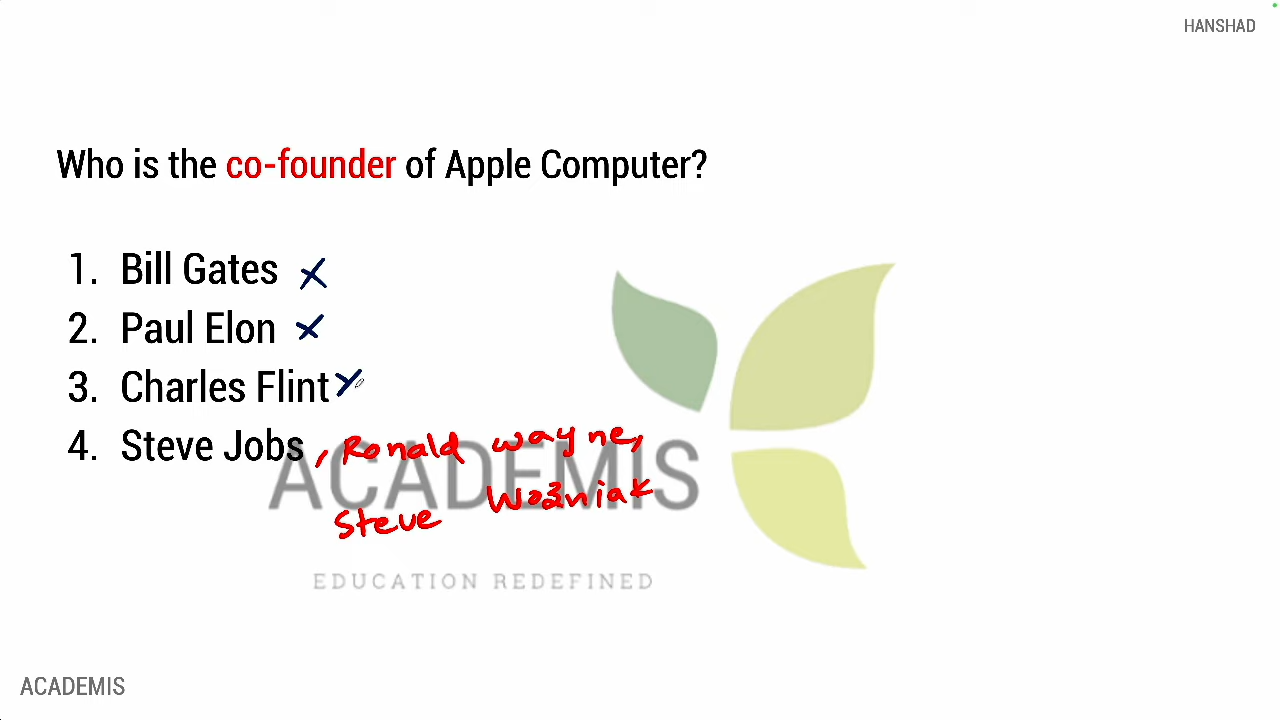 HANSHAD
Who is the co-founder of Apple Computer?
1. Bill Gates
2. Paul Elon
3. Charles Flint
4. Steve Jobs, Ronald Wayne,
Steve Wozniak
ACADEMIS
EDUCATION REDEFINED
ACADEMIS